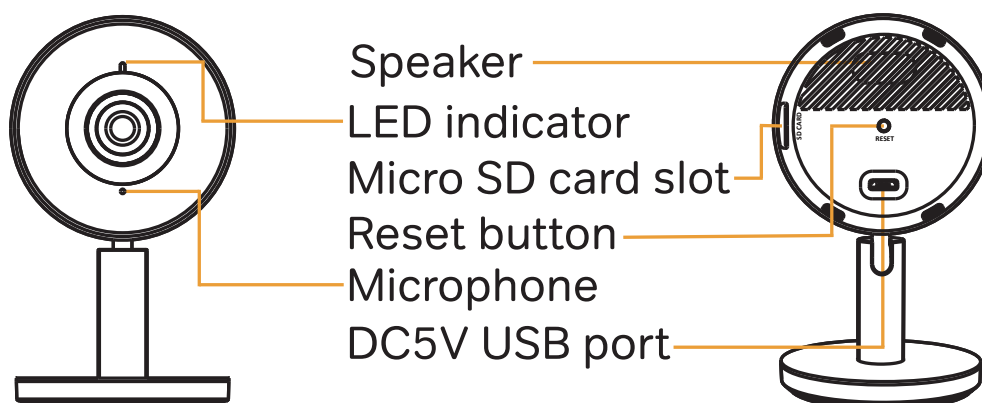 Speaker
LED indicator
Micro SD card slot
Reset button
Microphone
DC5V USB port
SD CARD
RESET